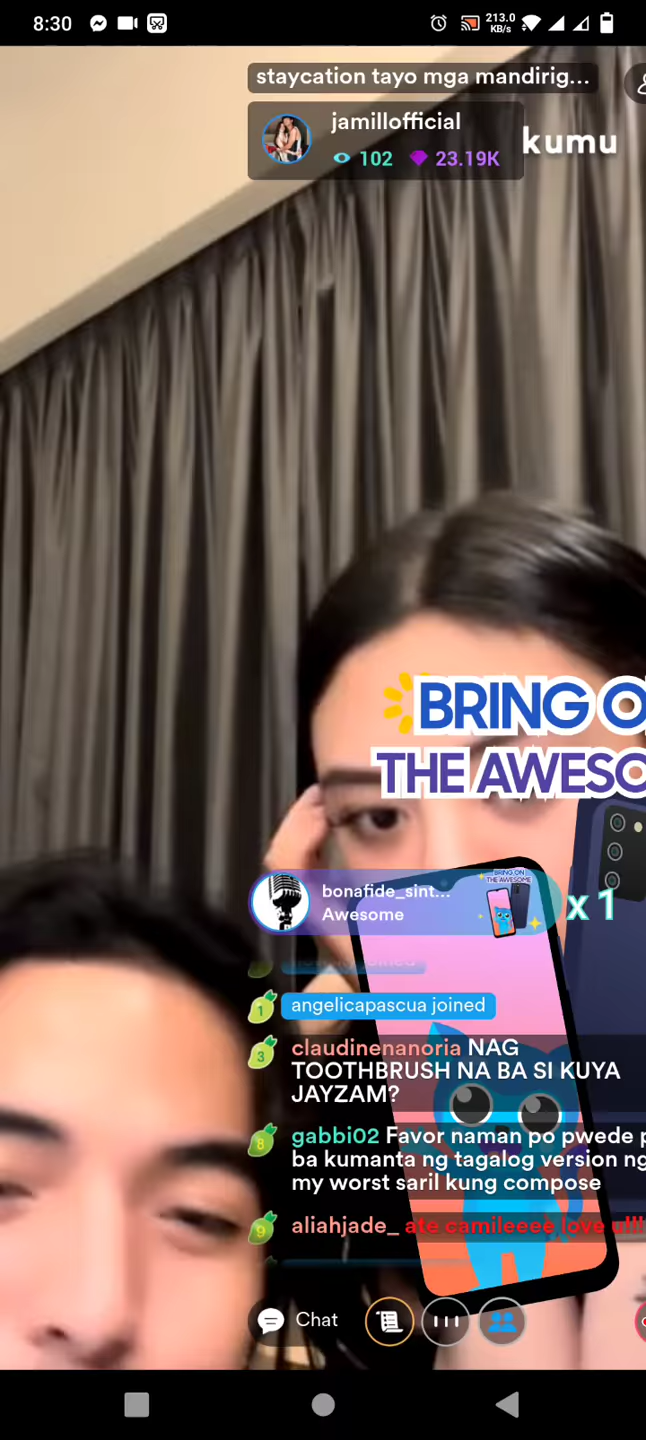 8:30
213.0
KB/s
staycation tayo mga mandirig...
jamillofficial
102
23.19K
kumu
BRING O
THE AWESO
bonafide_sint...
Awesome
BRING ON
THE AWESOME
x 1
1
angelicapascua joined
3
claudinenanoria NAG
TOOTHBRUSH NA BA SI KUYA
JAYZAM?
8
gabbi02 Favor naman po pwede p
ba kumanta ng tagalog version ng
my worst saril kung compose
9
aliahjade_ ate camileeee love u!!!
Chat